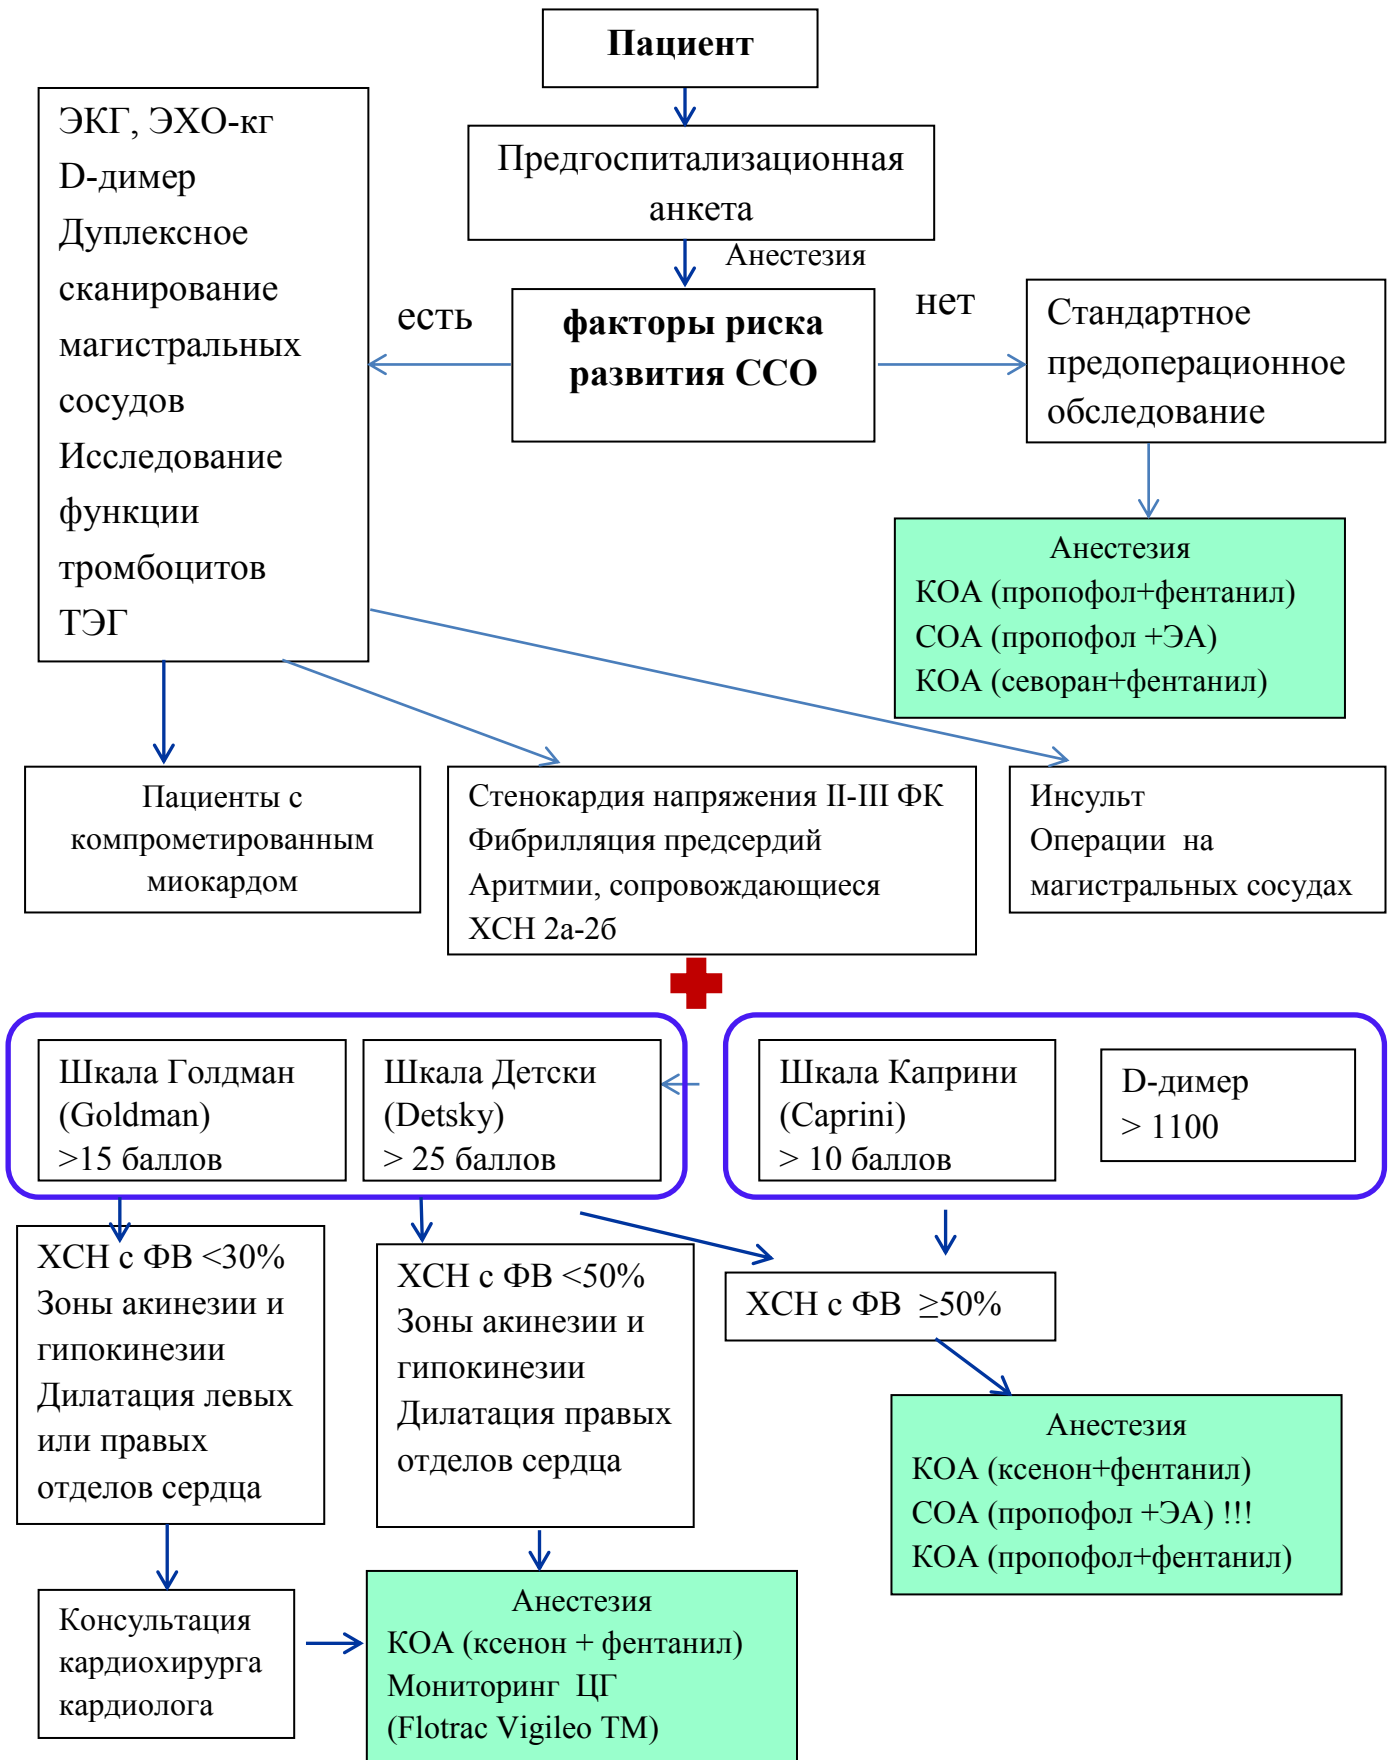 Пациент
ЭКГ, ЭХО-кг
D-димер
Дуплексное
сканирование
магистральных
сосудов
Исследование
функции
тромбоцитов
ТЭГ
Предгоспитализационная
анкета
Анестезия
есть
факторы риска
развития ССО
нет
Стандартное
предоперационное
обследование
Анестезия
КОА (пропофол+фентанил)
СОА (пропофол +ЭА)
КОА (севоран+фентанил)
Пациенты с
компрометированным
миокардом
Стенокардия напряжения II-III ФК
Фибрилляция предсердий
Аритмии, сопровождающиеся
ХСН 2а-2б
Инсульт
Операции на
магистральных сосудах
Шкала Голдман
(Goldman)
>15 баллов
Шкала Детски
(Detsky)
> 25 баллов
Шкала Каприни
(Caprini)
> 10 баллов
D-димер
> 1100
ХСН с ФВ <30%
Зоны акинезии и
гипокинезии
Дилатация левых
или правых
отделов сердца
ХСН с ФВ <50%
Зоны акинезии и
гипокинезии
Дилатация правых
отделов сердца
ХСН с ФВ ≥50%
Анестезия
КОА (ксенон+фентанил)
СОА (пропофол +ЭА) !!!
КОА (пропофол+фентанил)
Консультация
кардиохирурга
кардиолога
Анестезия
КОА (ксенон + фентанил)
Мониторинг ЦГ
(Flotrac Vigileo TM)